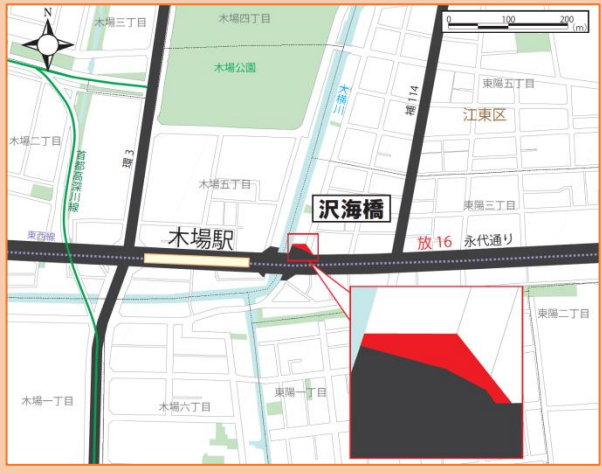 木場三丁目
木場四丁目
0 100 200
(m)
木場公園
大横川
補114
東陽五丁目
江東区
木場二丁目
首都高深川線
環3
木場五丁目
沢海橋
東陽三丁目
東西線
木場駅
放16 永代通り
東陽二丁目
木場一丁目
木場六丁目
東陽一丁目